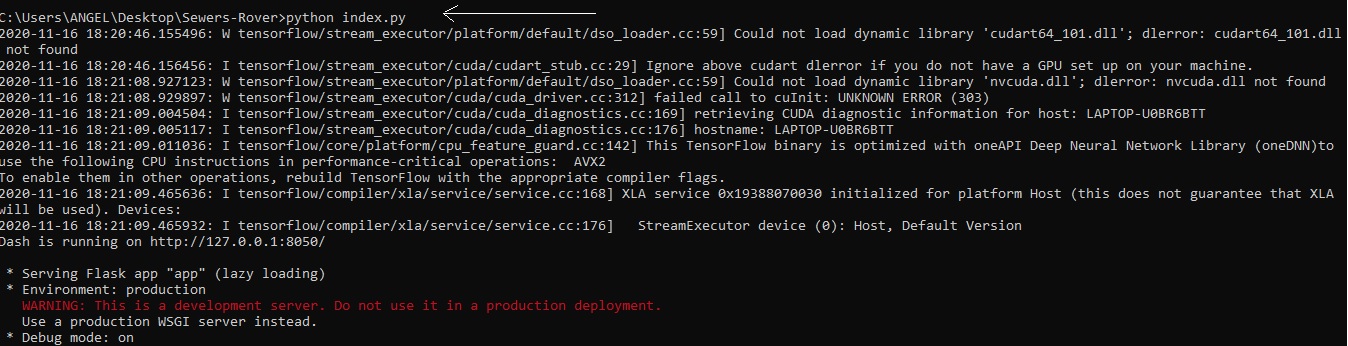 C:\Users\ANGEL\Desktop\Sewers-Rover>python index.py
2020-11-16 18:20:46.155496: W tensorflow/stream_executor/platform/default/dso_loader.cc:59] Could not load dynamic library 'cudart64_101.dll'; dlerror: cudart64_101.dll
 not found
2020-11-16 18:20:46.156456: I tensorflow/stream_executor/cuda/cudart_stub.cc:29] Ignore above cudart dlerror if you do not have a GPU set up on your machine.
2020-11-16 18:21:08.927123: W tensorflow/stream_executor/platform/default/dso_loader.cc:59] Could not load dynamic library 'nvcuda.dll'; dlerror: nvcuda.dll not found
2020-11-16 18:21:08.929897: W tensorflow/stream_executor/cuda/cuda_driver.cc:312] failed call to cuInit: UNKNOWN ERROR (303)
2020-11-16 18:21:09.004504: I tensorflow/stream_executor/cuda/cuda_diagnostics.cc:169] retrieving CUDA diagnostic information for host: LAPTOP-U0BR6BTT
2020-11-16 18:21:09.005117: I tensorflow/stream_executor/cuda/cuda_diagnostics.cc:176] hostname: LAPTOP-U0BR6BTT
2020-11-16 18:21:09.011036: I tensorflow/core/platform/cpu_feature_guard.cc:142] This TensorFlow binary is optimized with oneAPI Deep Neural Network Library (oneDNN)to
use the following CPU instructions in performance-critical operations:  AVX2
To enable them in other operations, rebuild TensorFlow with the appropriate compiler flags.
2020-11-16 18:21:09.465636: I tensorflow/compiler/xla/service/service.cc:168] XLA service 0x19388070030 initialized for platform Host (this does not guarantee that XLA
will be used). Devices:
2020-11-16 18:21:09.465932: I tensorflow/compiler/xla/service/service.cc:176]   StreamExecutor device (0): Host, Default Version
Dash is running on http://127.0.0.1:8050/
 * Serving Flask app "app" (lazy loading)
 * Environment: production
   WARNING: This is a development server. Do not use it in a production deployment.
   Use a production WSGI server instead.
 * Debug mode: on